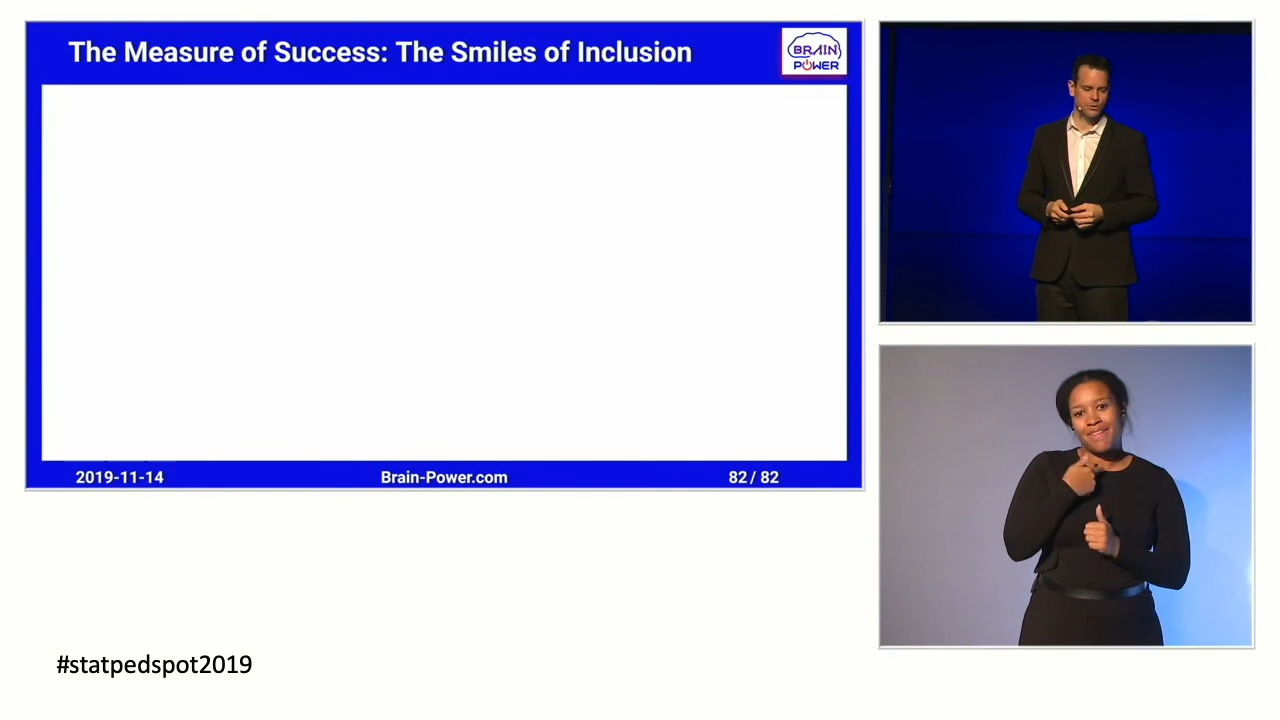 The Measure of Success: The Smiles of Inclusion
BRAIN
POWER
2019-11-14
Brain-Power.com
82 / 82
#statpedspot2019